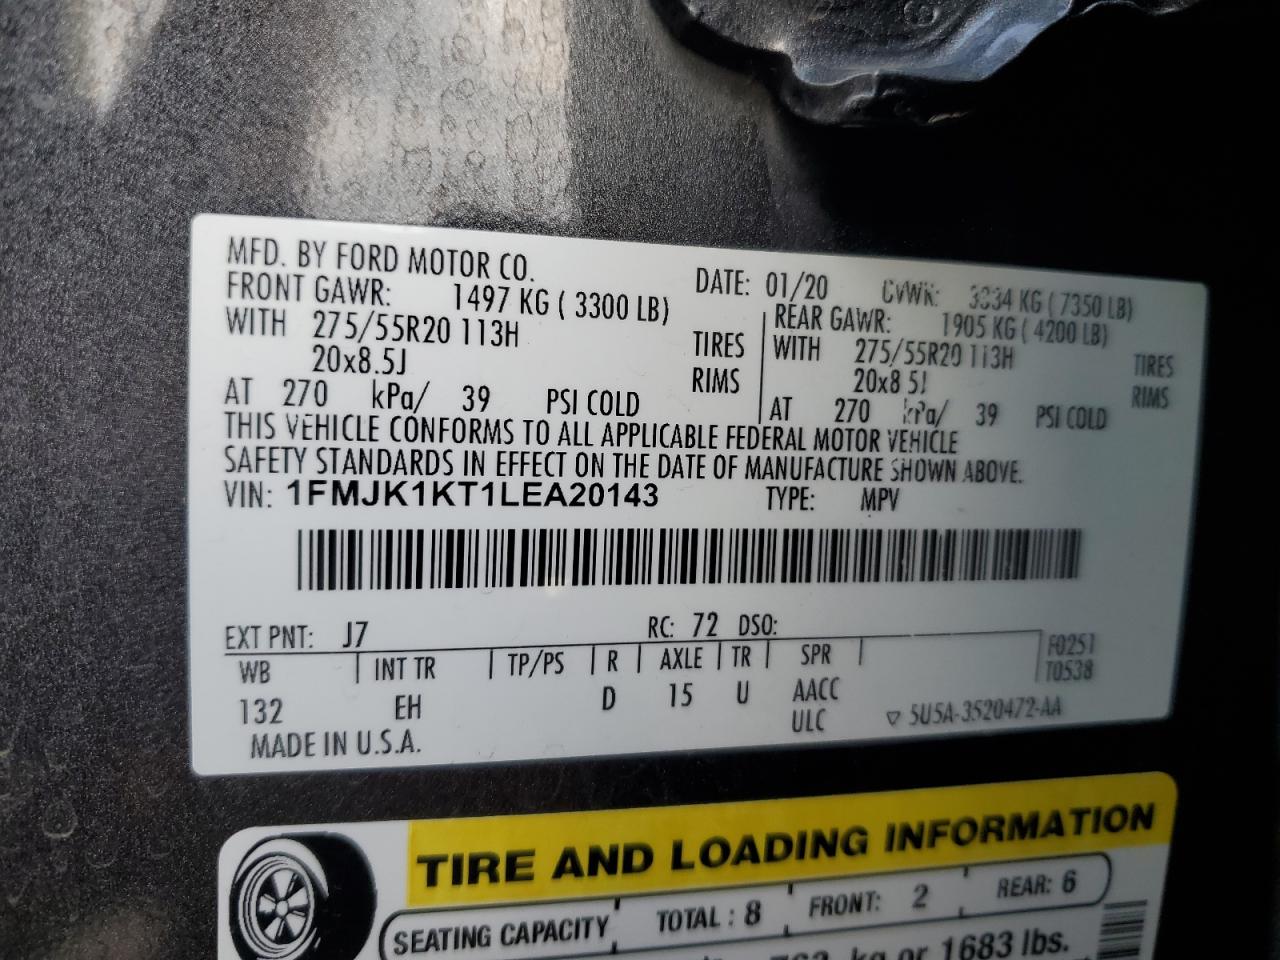 MFD. BY FORD MOTOR CO. DATE: 01/20 GVWR: 3334 KG ( 7350 LB)
FRONT GAWR: 1497 KG ( 3300 LB) REAR GAWR: 1905 KG ( 4200 LB)
WITH 275/55R20 113H TIRES WITH 275/55R20 113H TIRES
20x8.5J RIMS 20x8.5J RIMS
AT 270 kPa/ 39 PSI COLD AT 270 kPa/ 39 PSI COLD
THIS VEHICLE CONFORMS TO ALL APPLICABLE FEDERAL MOTOR VEHICLE
SAFETY STANDARDS IN EFFECT ON THE DATE OF MANUFACTURE SHOWN ABOVE.
VIN: 1FMJK1KT1LEA20143 TYPE: MPV
EXT PNT: J7 RC: 72 DSO:
WB INT TR TP/PS R AXLE TR SPR F0251
T0538
132 EH D 15 U AACC
ULC ▽ 5U5A-3520472-AA
MADE IN U.S.A.
TIRE AND LOADING INFORMATION
SEATING CAPACITY TOTAL : 8 FRONT: 2 REAR: 6
kg or 1683 lbs.